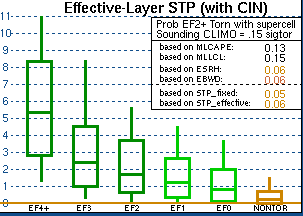 Effective-Layer STP (with CIN)
Prob EF2+ Torn with supercell
Sounding CLIMO = .15 sigtor
based on MLCAPE: 0.13
based on MLLCL: 0.15
based on ESRH: 0.06
based on EBWD: 0.06
based on STP_fixed: 0.05
based on STP_effective: 0.06
11
10
9
8
7
6
5
4
3
2
1
0
EF4+ EF3 EF2 EF1 EF0 NONTOR